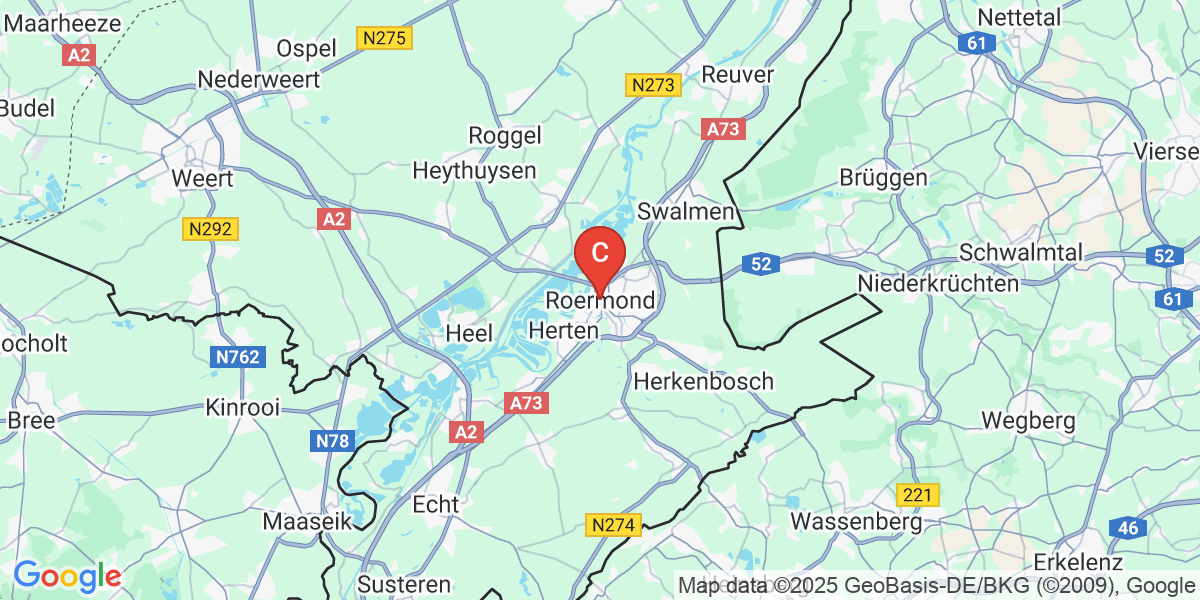 Maarheeze
Nettetal
A2
N275
61
Ospel
Nederweert
Reuver
N273
Budel
Roggel
A73
Vierse
Heythuysen
Weert
Brüggen
A2
Swalmen
N292
Schwalmtal
C
52
52
Niederkrüchten
Roermond
61
Heel
Herten
ocholt
N762
Herkenbosch
Kinrooi
A73
Bree
A2
Wegberg
N78
Echt
221
Maaseik
N274
Wassenberg
46
Erkelenz
Google
Susteren
Map data ©2025 GeoBasis-DE/BKG (©2009), Google